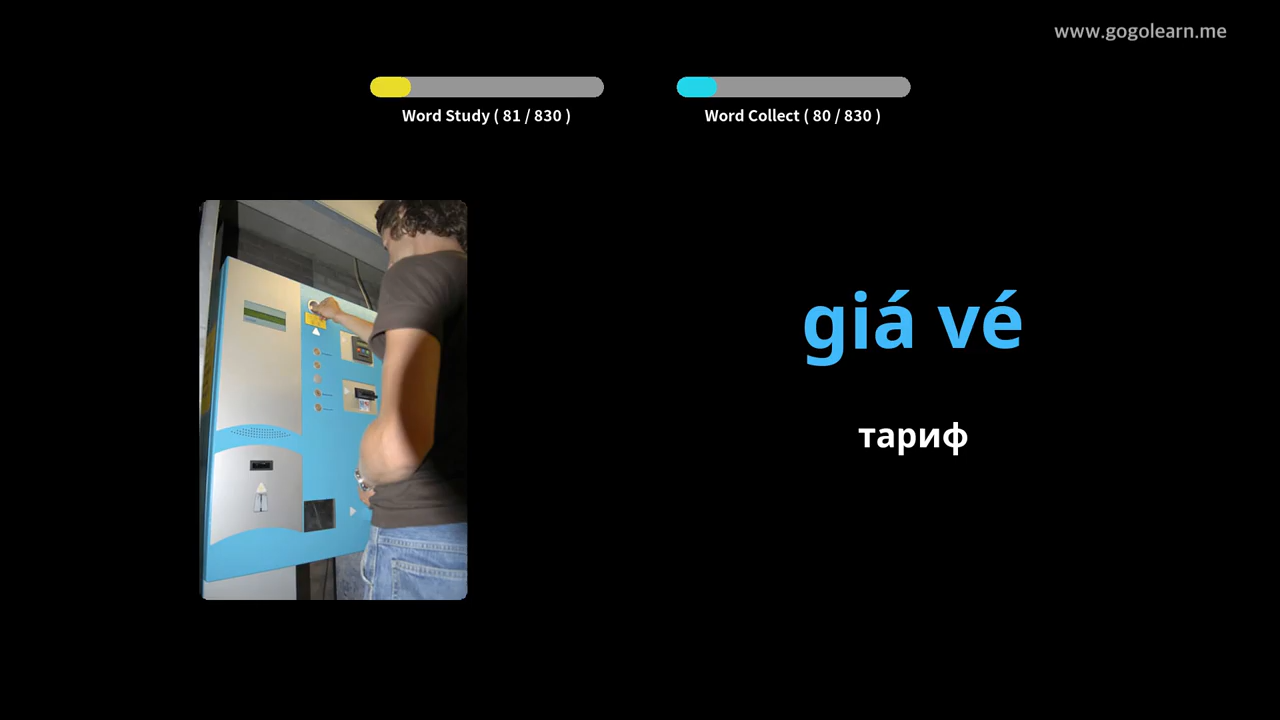 www.gogolearn.me
Word Study ( 81 / 830 )
Word Collect ( 80 / 830 )
giá vé
тариф